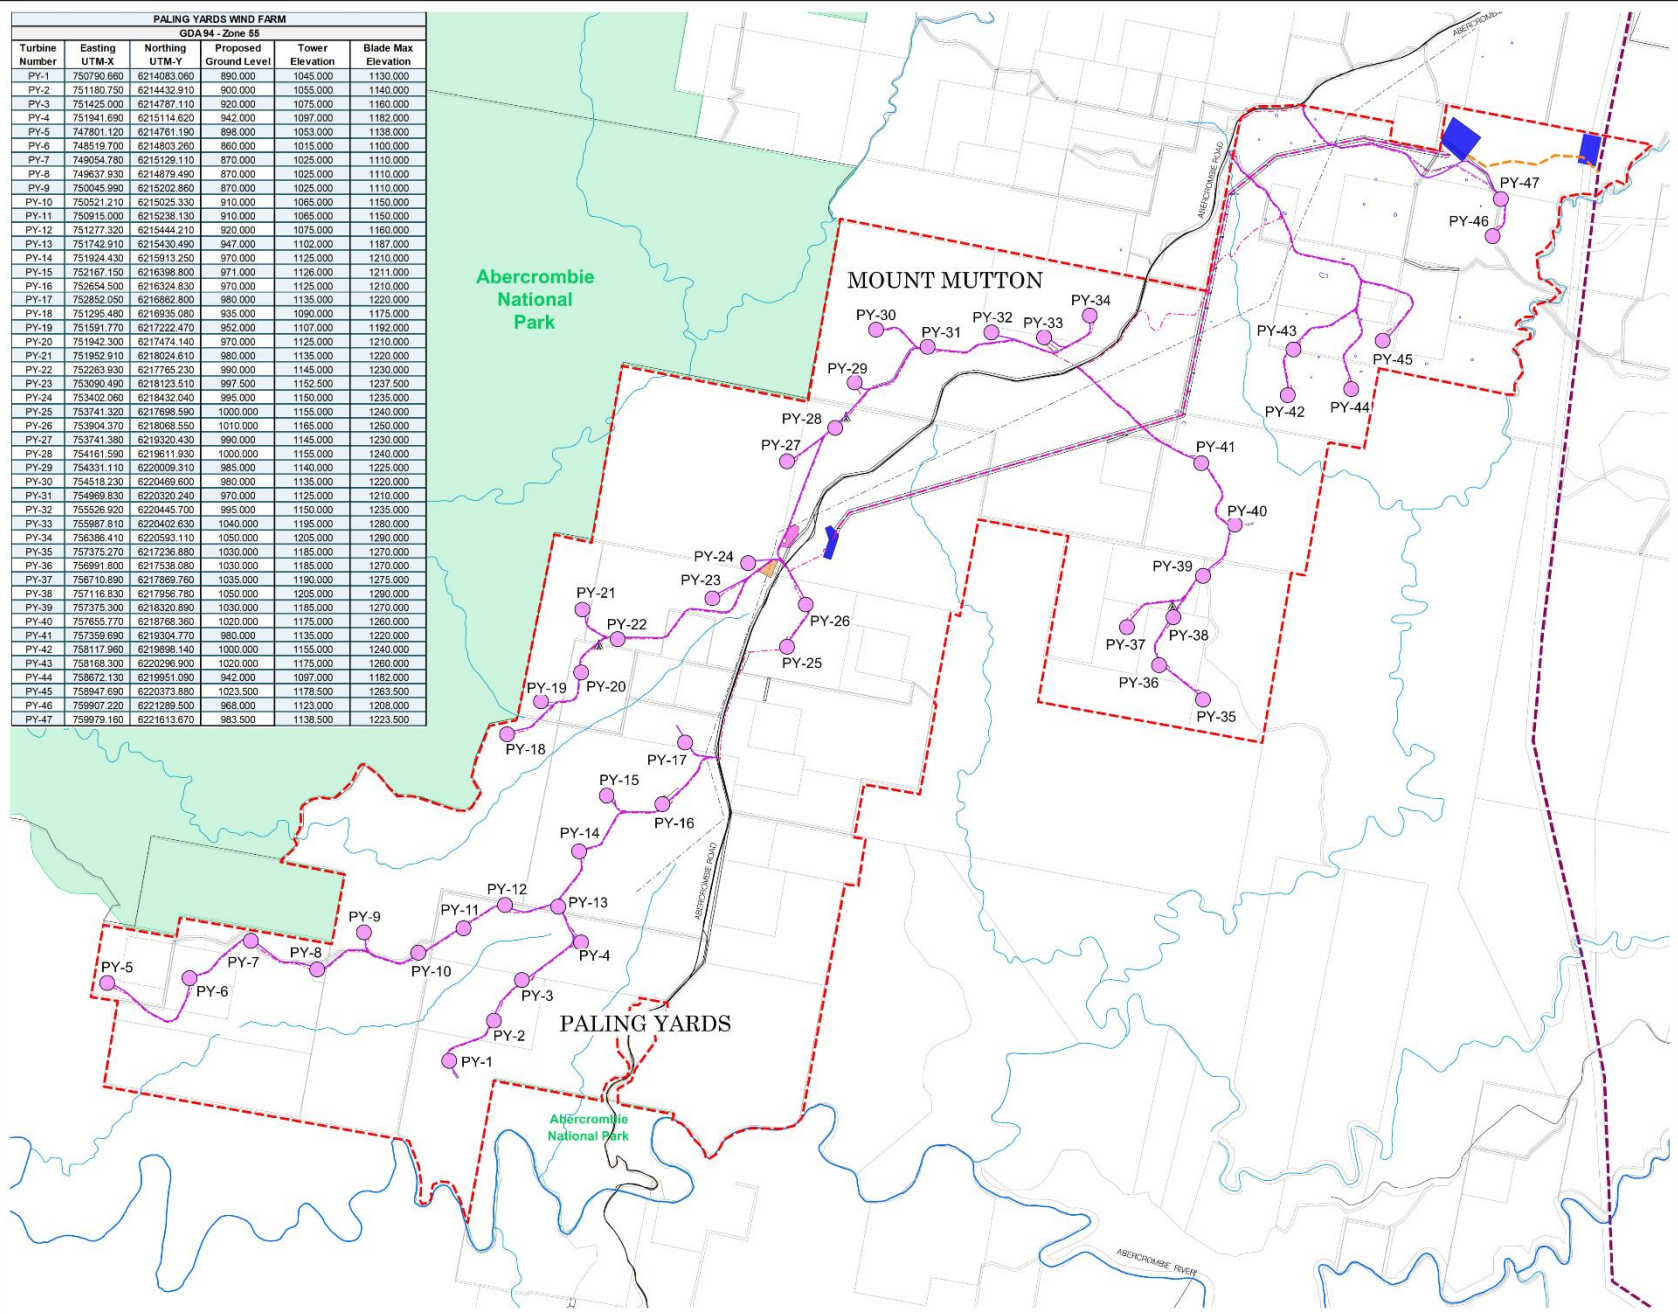 PALING YARDS WIND FARM
GDA 94 - Zone 55
Turbine Number Easting UTM-X Northing UTM-Y Proposed Ground Level Tower Elevation Blade Max Elevation
PY-1 750790.660 6214083.060 890.000 1045.000 1130.000
PY-2 751180.750 6214432.910 900.000 1055.000 1140.000
PY-3 751425.000 6214787.110 920.000 1075.000 1160.000
PY-4 751941.690 6215114.620 942.000 1097.000 1182.000
PY-5 747801.120 6214761.190 898.000 1053.000 1138.000
PY-6 748519.700 6214803.260 860.000 1015.000 1100.000
PY-7 749054.780 6215129.110 870.000 1025.000 1110.000
PY-8 749637.930 6214879.490 870.000 1025.000 1110.000
PY-9 750045.990 6215202.860 870.000 1025.000 1110.000
PY-10 750521.210 6215025.330 910.000 1065.000 1150.000
PY-11 750915.000 6215238.130 910.000 1065.000 1150.000
PY-12 751277.320 6215444.210 920.000 1075.000 1160.000
PY-13 751742.910 6215430.490 947.000 1102.000 1187.000
PY-14 751924.430 6215913.250 970.000 1125.000 1210.000
PY-15 752167.150 6216398.800 971.000 1126.000 1211.000
PY-16 752654.500 6216324.830 970.000 1125.000 1210.000
PY-17 752852.050 6216862.800 980.000 1135.000 1220.000
PY-18 751295.480 6216935.080 935.000 1090.000 1175.000
PY-19 751591.770 6217222.470 952.000 1107.000 1192.000
PY-20 751942.300 6217474.140 970.000 1125.000 1210.000
PY-21 751952.910 6218024.610 980.000 1135.000 1220.000
PY-22 752263.930 6217765.230 990.000 1145.000 1230.000
PY-23 753090.490 6218123.510 997.500 1152.500 1237.500
PY-24 753402.060 6218432.040 995.000 1150.000 1235.000
PY-25 753741.320 6217698.590 1000.000 1155.000 1240.000
PY-26 753904.370 6218068.550 1010.000 1165.000 1250.000
PY-27 753741.380 6219320.430 990.000 1145.000 1230.000
PY-28 754161.590 6219611.930 1000.000 1155.000 1240.000
PY-29 754331.110 6220009.310 985.000 1140.000 1225.000
PY-30 754518.230 6220469.600 980.000 1135.000 1220.000
PY-31 754969.830 6220320.240 970.000 1125.000 1210.000
PY-32 755526.920 6220445.700 995.000 1150.000 1235.000
PY-33 755987.810 6220402.630 1040.000 1195.000 1280.000
PY-34 756386.410 6220593.110 1050.000 1205.000 1290.000
PY-35 757375.270 6217236.880 1030.000 1185.000 1270.000
PY-36 756991.800 6217538.080 1030.000 1185.000 1270.000
PY-37 756710.890 6217869.760 1035.000 1190.000 1275.000
PY-38 757116.830 6217956.780 1050.000 1205.000 1290.000
PY-39 757375.300 6218320.890 1030.000 1185.000 1270.000
PY-40 757655.770 6218768.360 1020.000 1175.000 1260.000
PY-41 757359.690 6219304.770 980.000 1135.000 1220.000
PY-42 758117.960 6219898.140 1000.000 1155.000 1240.000
PY-43 758168.300 6220296.900 1020.000 1175.000 1260.000
PY-44 758672.130 6219951.090 942.000 1097.000 1182.000
PY-45 758947.690 6220373.880 1023.500 1178.500 1263.500
PY-46 759907.220 6221289.500 968.000 1123.000 1208.000
PY-47 759979.160 6221613.670 983.500 1138.500 1223.500
ABERCROMBIE ROAD
PY-47
PY-46
Abercrombie
National
Park
MOUNT MUTTON
PY-30
PY-31
PY-32
PY-33
PY-34
PY-43
PY-45
PY-29
PY-42
PY-44
PY-28
PY-27
PY-41
PY-40
PY-24
PY-23
PY-39
PY-21
PY-22
PY-26
PY-38
PY-37
PY-25
PY-20
PY-19
PY-36
PY-35
PY-18
PY-17
PY-15
PY-16
PY-14
ABERCROMBIE ROAD
PY-12
PY-13
PY-11
PY-9
PY-10
PY-8
PY-7
PY-4
PY-5
PY-6
PY-3
PALING YARDS
PY-2
PY-1
Abercrombie
National Park
ABERCROMBIE RIVER